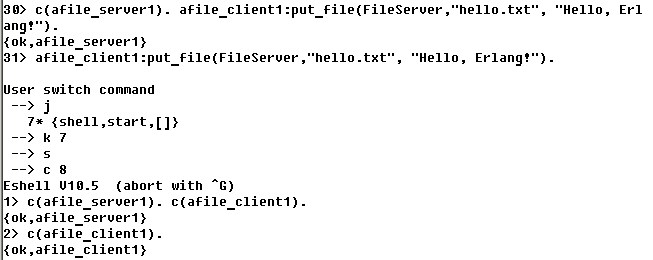 30> c(afile_server1). afile_client1:put_file(FileServer,"hello.txt", "Hello, Erl
ang!").
{ok,afile_server1}
31> afile_client1:put_file(FileServer,"hello.txt", "Hello, Erlang!").
User switch command
--> j
7* {shell,start,[]}
--> k 7
--> s
--> c 8
Eshell V10.5  (abort with ^G)
1> c(afile_server1). c(afile_client1).
{ok,afile_server1}
2> c(afile_client1).
{ok,afile_client1}